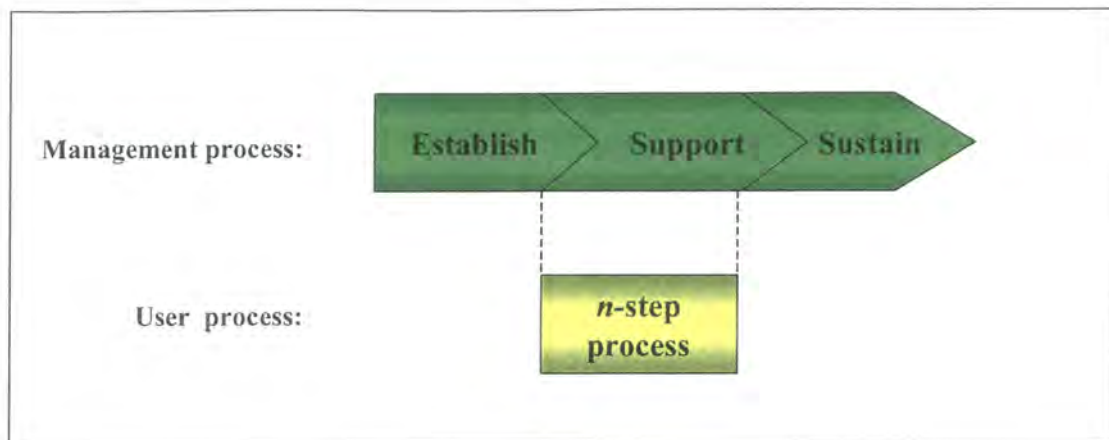 Management process:
Establish
Support
Sustain
User process:
n-step
process